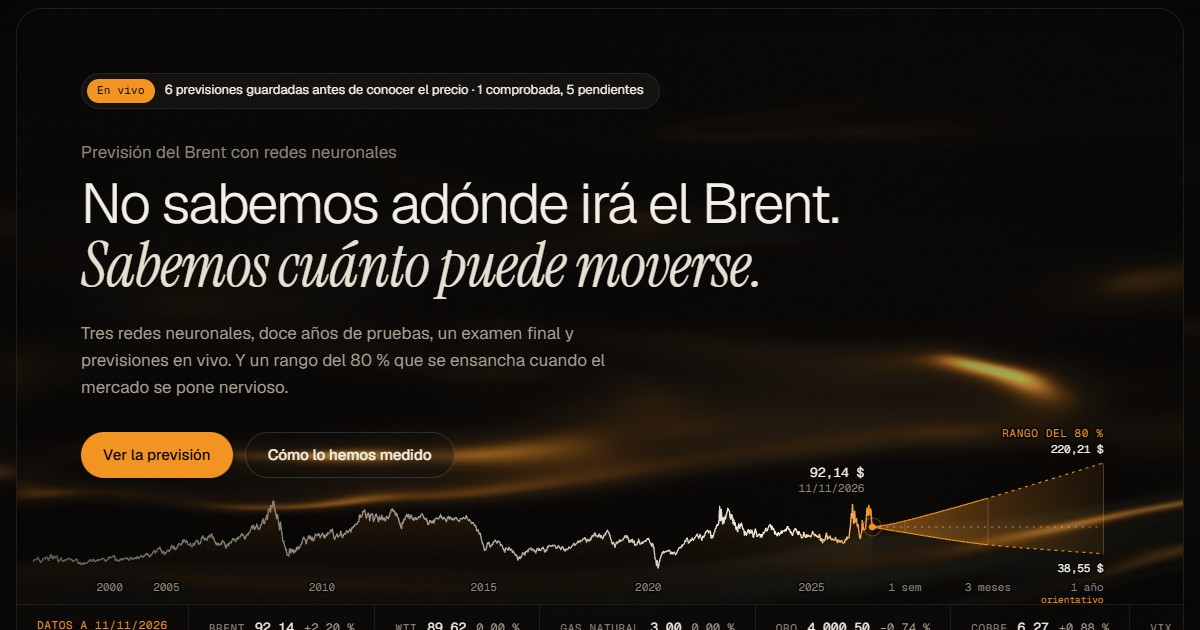 En vivo 6 previsiones guardadas antes de conocer el precio · 1 comprobada, 5 pendientes
Previsión del Brent con redes neuronales
No sabemos adónde irá el Brent.
Sabemos cuánto puede moverse.
Tres redes neuronales, doce años de pruebas, un examen final y
previsiones en vivo. Y un rango del 80 % que se ensancha cuando el
mercado se pone nervioso.
Ver la previsión Cómo lo hemos medido
RANGO DEL 80 %
220,21 $
92,14 $
11/11/2026
38,55 $
2000 2005 2010 2015 2020 2025 1 sem 3 meses 1 año
orientativo
DATOS A 11/11/2026 BRENT 92,14 +2,20 % WTI 89,62 0,00 % GAS NATURAL 3,00 0,00 % ORO 4.000,50 −0,74 % COBRE 6,27 +0,88 % VIX